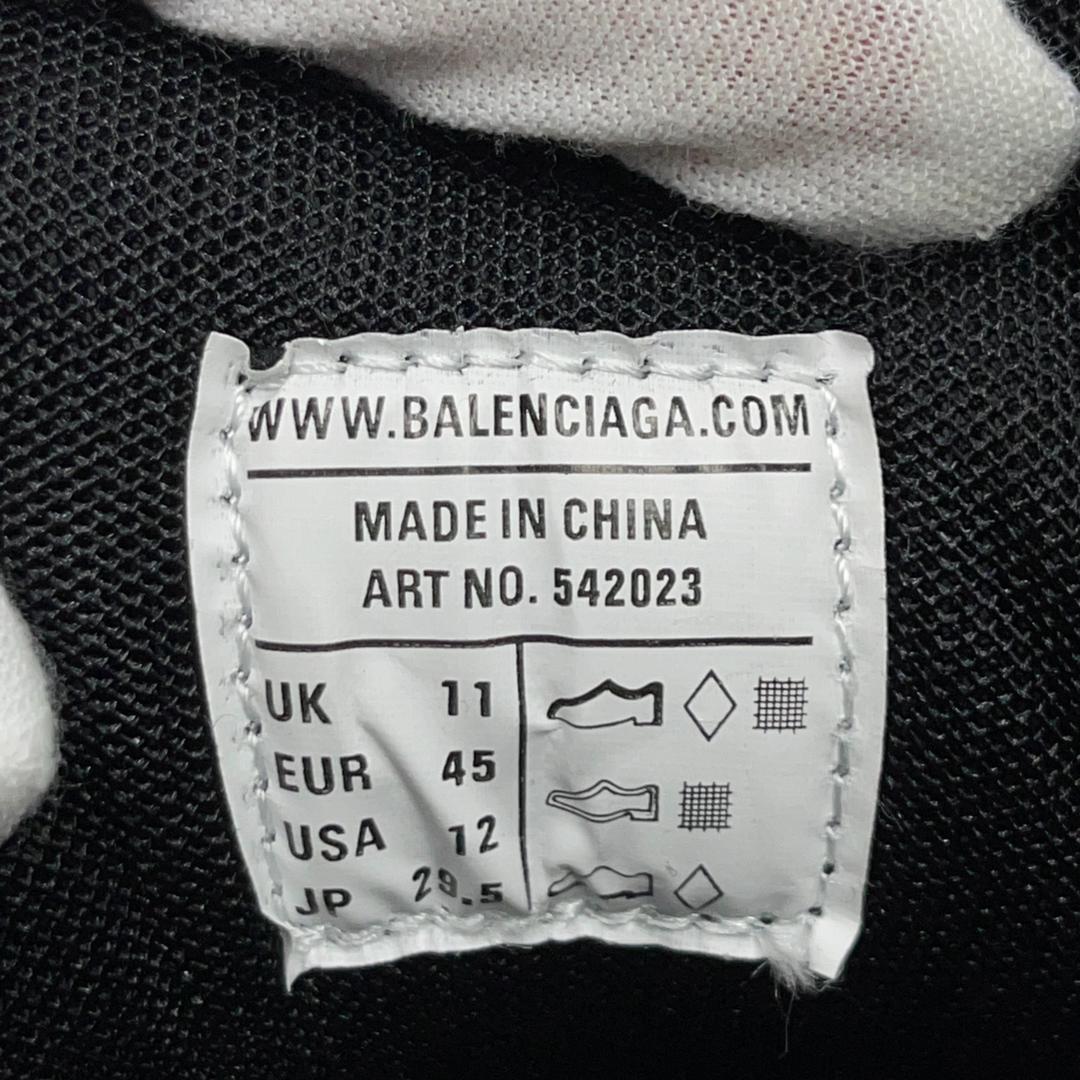 WWW.BALENCIAGA.COM
MADE IN CHINA
ART NO. 542023
UK 11
EUR 45
USA 12
JP 29.5